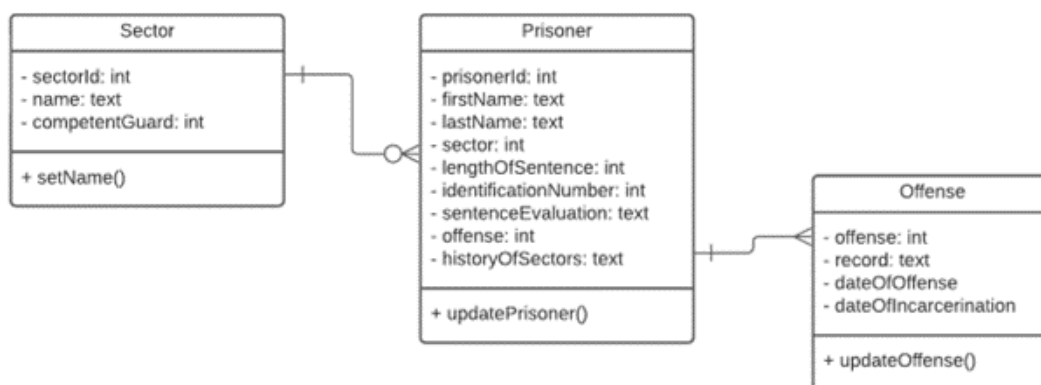 Sector
- sectorId: int
- name: text
- competentGuard: int
+ setName()
Prisoner
- prisonerId: int
- firstName: text
- lastName: text
- sector: int
- lengthOfSentence: int
- identificationNumber: int
- sentenceEvaluation: text
- offense: int
- historyOfSectors: text
+ updatePrisoner()
Offense
- offense: int
- record: text
- dateOfOffense
- dateOfIncarcerination
+ updateOffense()